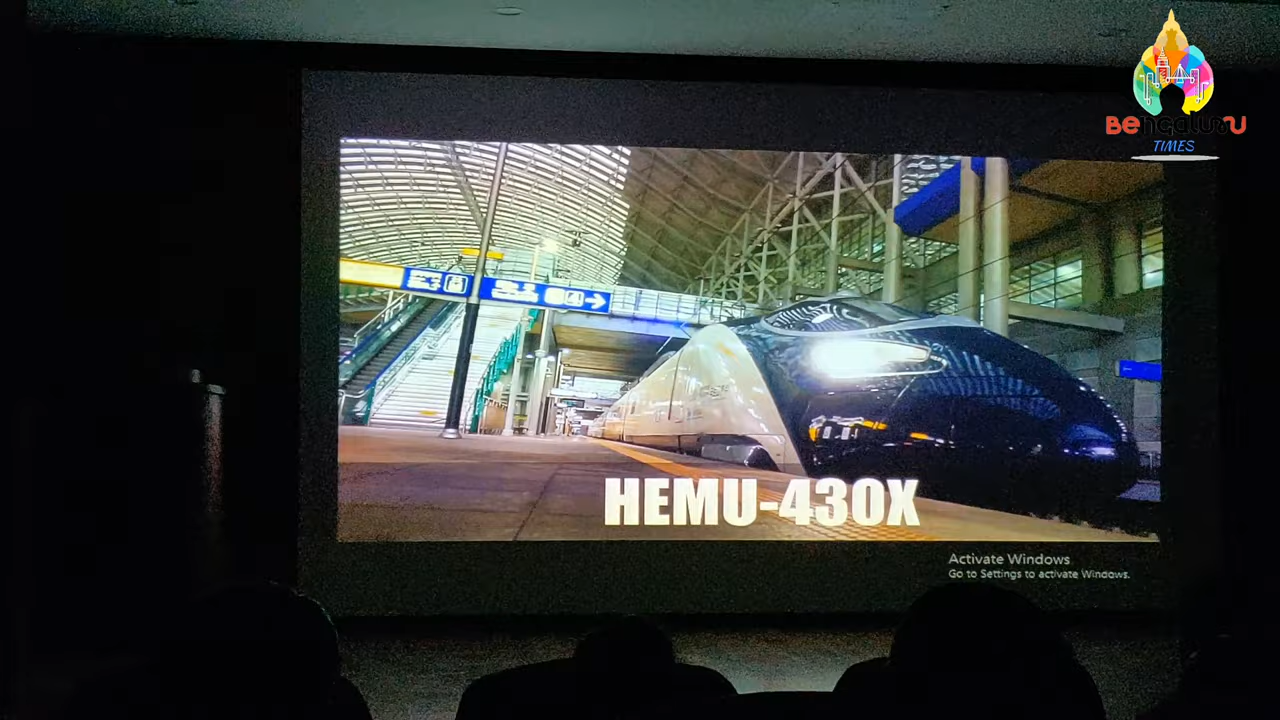 BENGALURU
TIMES
HEMU-430X
Activate Windows
Go to Settings to activate Windows.